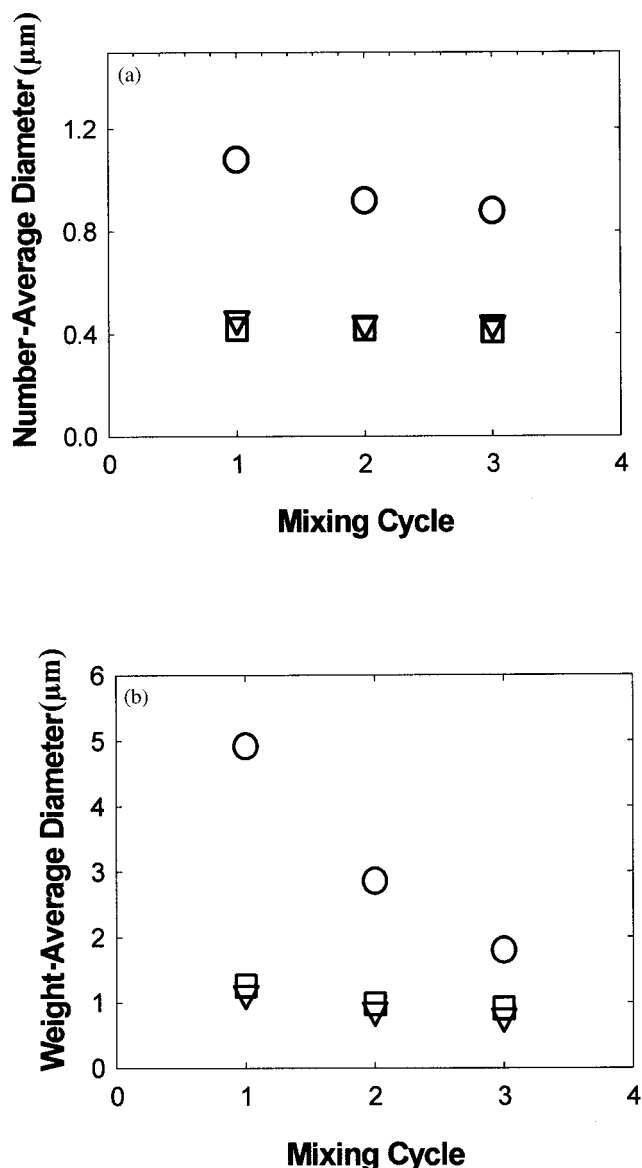 (a)
Number-Average Diameter(μm)
1.2
0.8
0.4
0.0
0 1 2 3 4
Mixing Cycle
(b)
Weight-Average Diameter(μm)
6
5
4
3
2
1
0
0 1 2 3 4
Mixing Cycle